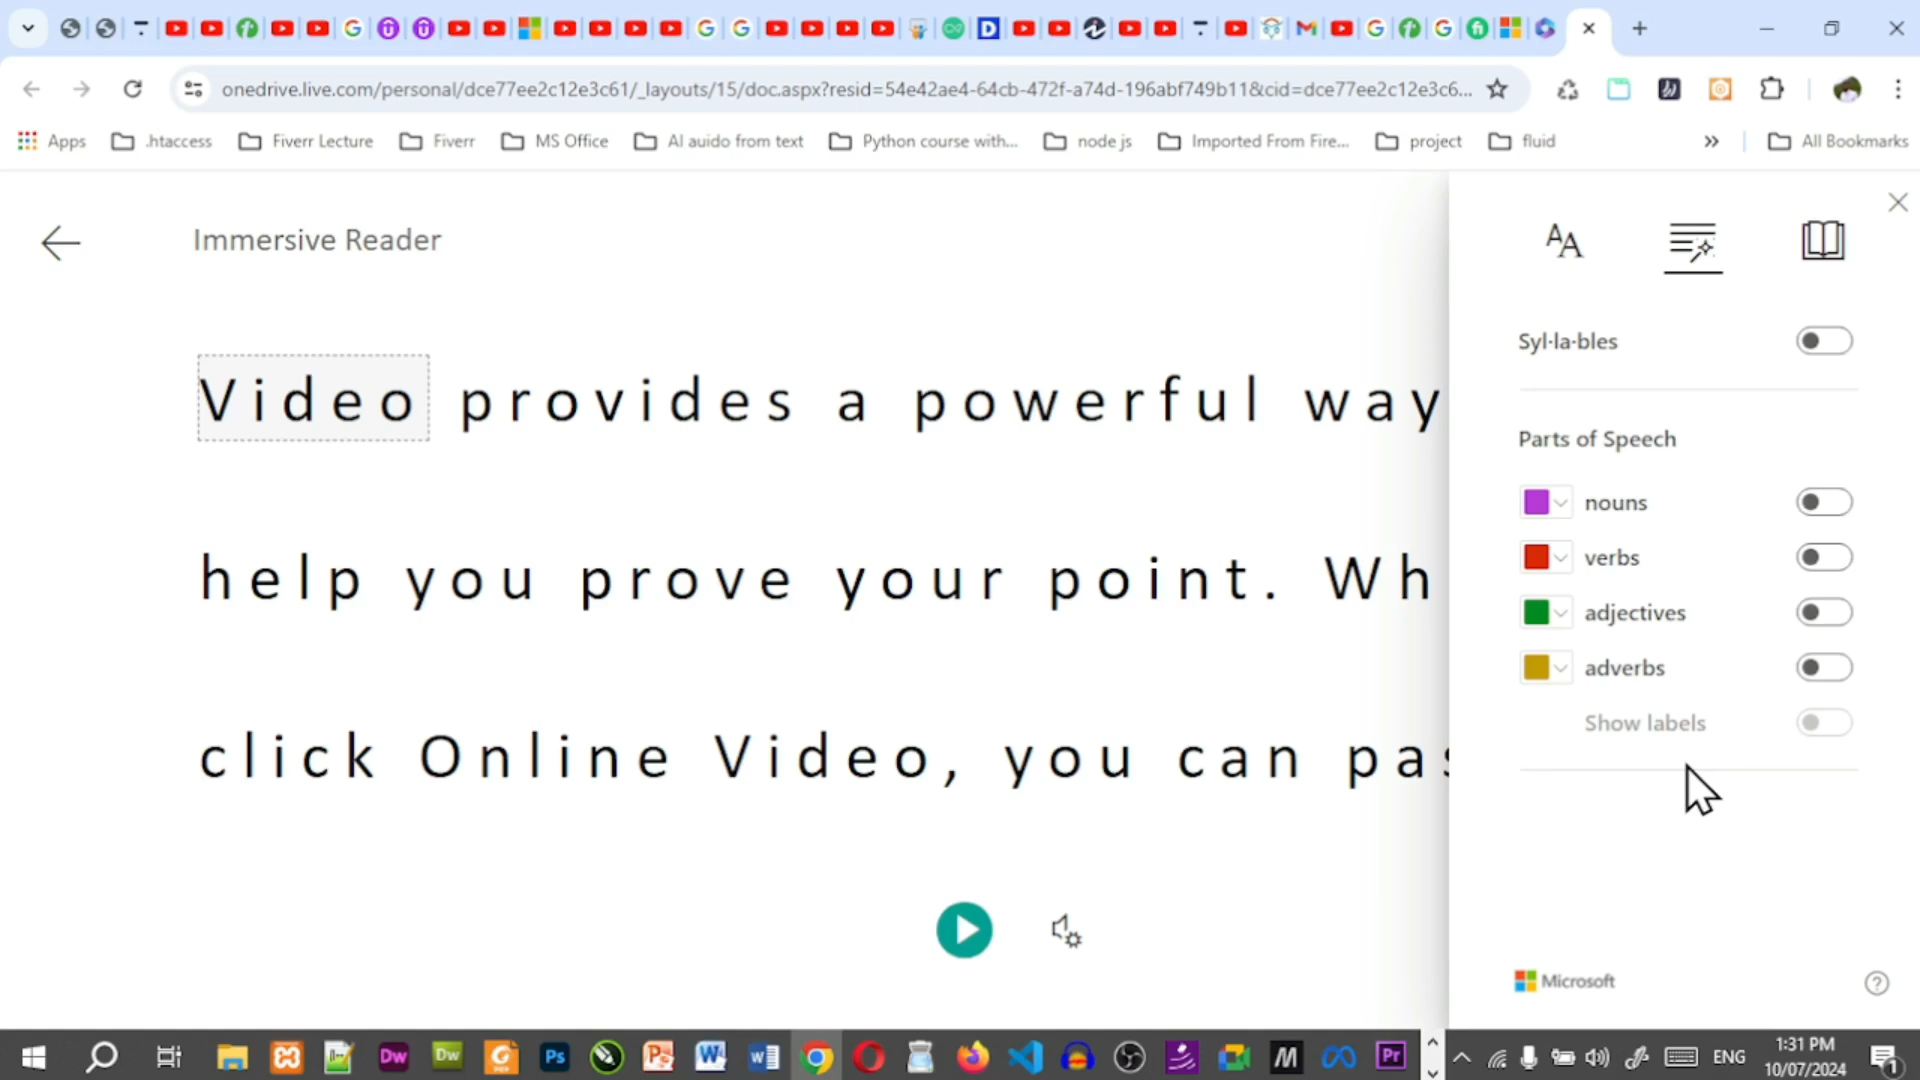 onedrive.live.com/personal/dce77ee2c12e3c61/_layouts/15/doc.aspx?resid=54e42ae4-64cb-472f-a74d-196abf749b11&cid=dce77ee2c12e3c6...
Apps .htaccess Fiverr Lecture Fiverr MS Office AI auido from text Python course with... node js Imported From Fire... project fluid » All Bookmarks
Immersive Reader
Syl·la·bles
Video provides a powerful way
Parts of Speech
nouns
verbs
help you prove your point. Wh
adjectives
adverbs
Show labels
click Online Video, you can pas
Microsoft
ENG
1:31 PM
10/07/2024